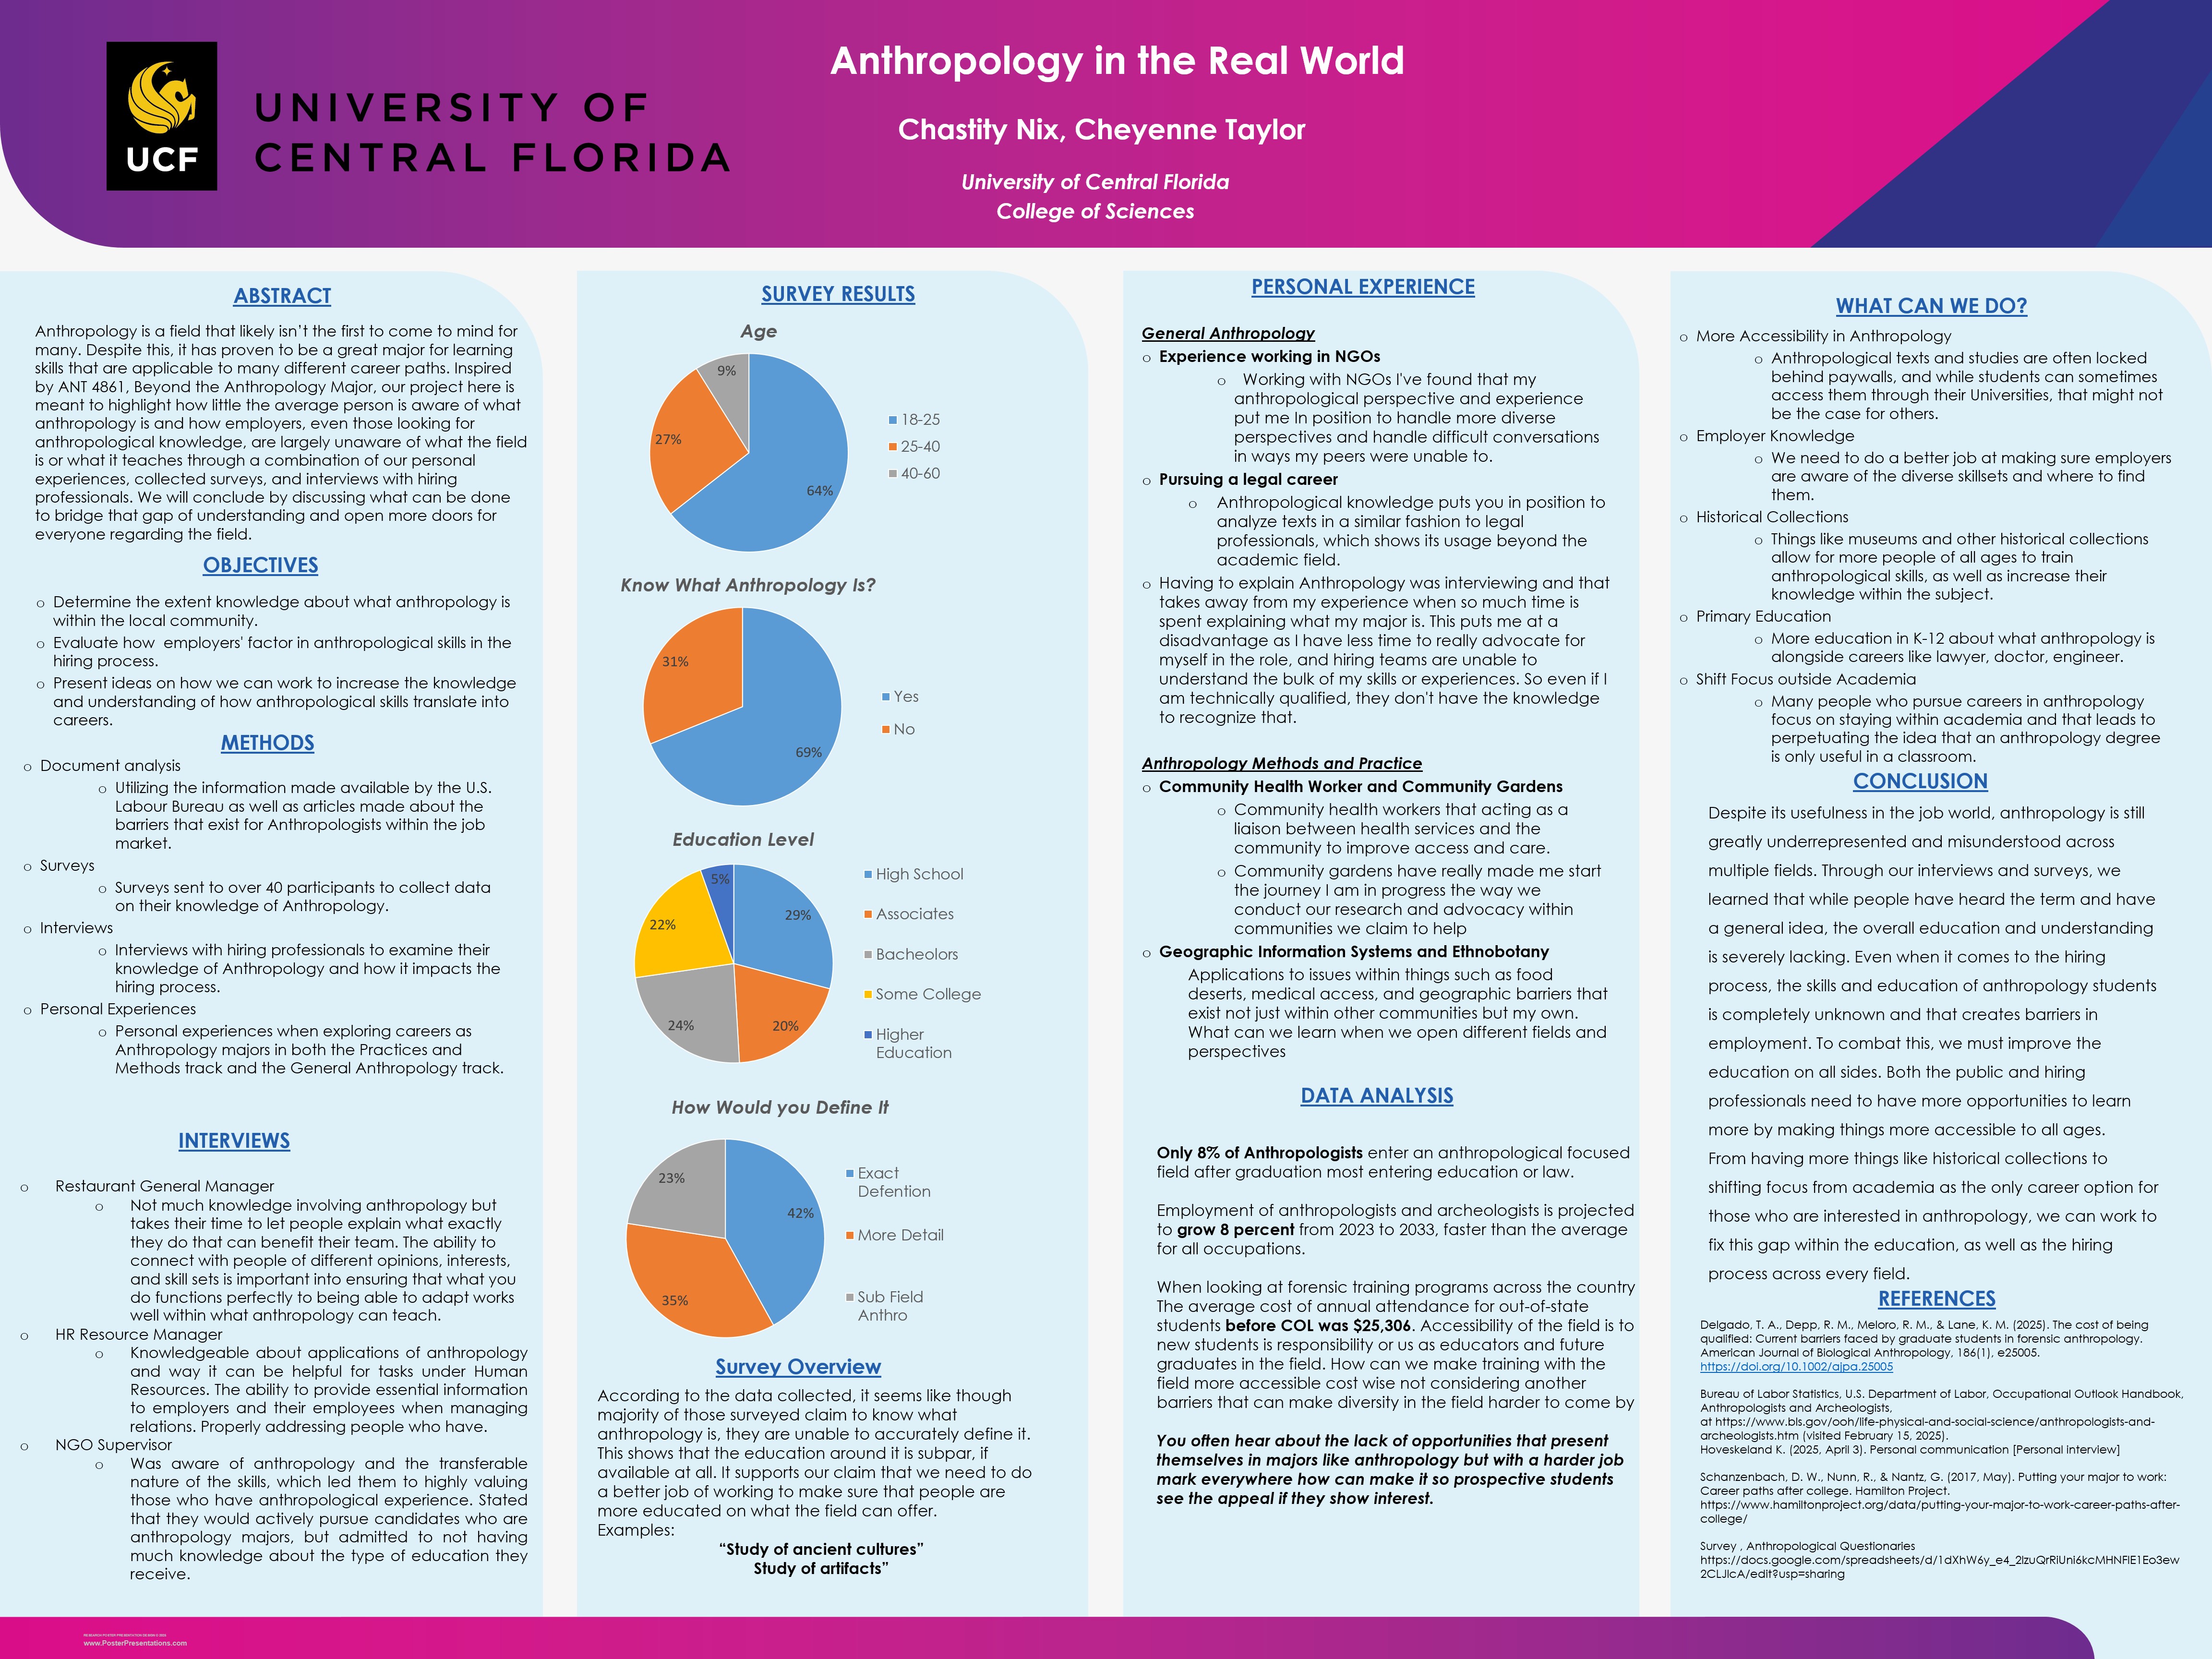 UCF
UNIVERSITY OF
CENTRAL FLORIDA
Anthropology in the Real World
Chastity Nix, Cheyenne Taylor
University of Central Florida
College of Sciences
ABSTRACT
Anthropology is a field that likely isn't the first to come to mind for
many. Despite this, it has proven to be a great major for learning
skills that are applicable to many different career paths. Inspired
by ANT 4861, Beyond the Anthropology Major, our project here is
meant to highlight how little the average person is aware of what
anthropology is and how employers, even those looking for
anthropological knowledge, are largely unaware of what the field
is or what it teaches through a combination of our personal
experiences, collected surveys, and interviews with hiring
professionals. We will conclude by discussing what can be done
to bridge that gap of understanding and open more doors for
everyone regarding the field.
OBJECTIVES
o Determine the extent knowledge about what anthropology is
within the local community.
o Evaluate how employers' factor in anthropological skills in the
hiring process.
o Present ideas on how we can work to increase the knowledge
and understanding of how anthropological skills translate into
careers.
METHODS
o Document analysis
o Utilizing the information made available by the U.S.
Labour Bureau as well as articles made about the
barriers that exist for Anthropologists within the job
market.
o Surveys
o Surveys sent to over 40 participants to collect data
on their knowledge of Anthropology.
o Interviews
o Interviews with hiring professionals to examine their
knowledge of Anthropology and how it impacts the
hiring process.
o Personal Experiences
o Personal experiences when exploring careers as
Anthropology majors in both the Practices and
Methods track and the General Anthropology track.
INTERVIEWS
o Restaurant General Manager
o Not much knowledge involving anthropology but
takes their time to let people explain what exactly
they do that can benefit their team. The ability to
connect with people of different opinions, interests,
and skill sets is important into ensuring that what you
do functions perfectly to being able to adapt works
well within what anthropology can teach.
o HR Resource Manager
o Knowledgeable about applications of anthropology
and way it can be helpful for tasks under Human
Resources. The ability to provide essential information
to employers and their employees when managing
relations. Properly addressing people who have.
o NGO Supervisor
o Was aware of anthropology and the transferable
nature of the skills, which led them to highly valuing
those who have anthropological experience. Stated
that they would actively pursue candidates who are
anthropology majors, but admitted to not having
much knowledge about the type of education they
receive.
SURVEY RESULTS
Age
9%
27%
64%
18-25
25-40
40-60
Know What Anthropology Is?
31%
69%
Yes
No
Education Level
5%
29%
22%
24%
20%
High School
Associates
Bacheolors
Some College
Higher
Education
How Would you Define It
23%
42%
35%
Exact
Defention
More Detail
Sub Field
Anthro
Survey Overview
According to the data collected, it seems like though
majority of those surveyed claim to know what
anthropology is, they are unable to accurately define it.
This shows that the education around it is subpar, if
available at all. It supports our claim that we need to do
a better job of working to make sure that people are
more educated on what the field can offer.
Examples:
“Study of ancient cultures”
Study of artifacts”
PERSONAL EXPERIENCE
General Anthropology
o Experience working in NGOs
o Working with NGOs I've found that my
anthropological perspective and experience
put me In position to handle more diverse
perspectives and handle difficult conversations
in ways my peers were unable to.
o Pursuing a legal career
o Anthropological knowledge puts you in position to
analyze texts in a similar fashion to legal
professionals, which shows its usage beyond the
academic field.
o Having to explain Anthropology was interviewing and that
takes away from my experience when so much time is
spent explaining what my major is. This puts me at a
disadvantage as I have less time to really advocate for
myself in the role, and hiring teams are unable to
understand the bulk of my skills or experiences. So even if I
am technically qualified, they don't have the knowledge
to recognize that.
Anthropology Methods and Practice
o Community Health Worker and Community Gardens
o Community health workers that acting as a
liaison between health services and the
community to improve access and care.
o Community gardens have really made me start
the journey I am in progress the way we
conduct our research and advocacy within
communities we claim to help
o Geographic Information Systems and Ethnobotany
Applications to issues within things such as food
deserts, medical access, and geographic barriers that
exist not just within other communities but my own.
What can we learn when we open different fields and
perspectives
DATA ANALYSIS
Only 8% of Anthropologists enter an anthropological focused
field after graduation most entering education or law.
Employment of anthropologists and archeologists is projected
to grow 8 percent from 2023 to 2033, faster than the average
for all occupations.
When looking at forensic training programs across the country
The average cost of annual attendance for out-of-state
students before COL was $25,306. Accessibility of the field is to
new students is responsibility or us as educators and future
graduates in the field. How can we make training with the
field more accessible cost wise not considering another
barriers that can make diversity in the field harder to come by
You often hear about the lack of opportunities that present
themselves in majors like anthropology but with a harder job
mark everywhere how can make it so prospective students
see the appeal if they show interest.
WHAT CAN WE DO?
o More Accessibility in Anthropology
o Anthropological texts and studies are often locked
behind paywalls, and while students can sometimes
access them through their Universities, that might not
be the case for others.
o Employer Knowledge
o We need to do a better job at making sure employers
are aware of the diverse skillsets and where to find
them.
o Historical Collections
o Things like museums and other historical collections
allow for more people of all ages to train
anthropological skills, as well as increase their
knowledge within the subject.
o Primary Education
o More education in K-12 about what anthropology is
alongside careers like lawyer, doctor, engineer.
o Shift Focus outside Academia
o Many people who pursue careers in anthropology
focus on staying within academia and that leads to
perpetuating the idea that an anthropology degree
is only useful in a classroom.
CONCLUSION
Despite its usefulness in the job world, anthropology is still
greatly underrepresented and misunderstood across
multiple fields. Through our interviews and surveys, we
learned that while people have heard the term and have
a general idea, the overall education and understanding
is severely lacking. Even when it comes to the hiring
process, the skills and education of anthropology students
is completely unknown and that creates barriers in
employment. To combat this, we must improve the
education on all sides. Both the public and hiring
professionals need to have more opportunities to learn
more by making things more accessible to all ages.
From having more things like historical collections to
shifting focus from academia as the only career option for
those who are interested in anthropology, we can work to
fix this gap within the education, as well as the hiring
process across every field.
REFERENCES
Delgado, T. A., Depp, R. M., Meloro, R. M., & Lane, K. M. (2025). The cost of being
qualified: Current barriers faced by graduate students in forensic anthropology.
American Journal of Biological Anthropology, 186(1), e25005.
https://doi.org/10.1002/ajpa.25005
Bureau of Labor Statistics, U.S. Department of Labor, Occupational Outlook Handbook,
Anthropologists and Archeologists,
at https://www.bls.gov/ooh/life-physical-and-social-science/anthropologists-and-
archeologists.htm (visited February 15, 2025).
Hoveskeland K. (2025, April 3). Personal communication [Personal interview]
Schanzenbach, D. W., Nunn, R., & Nantz, G. (2017, May). Putting your major to work:
Career paths after college. Hamilton Project.
https://www.hamiltonproject.org/data/putting-your-major-to-work-career-paths-after-
college/
Survey , Anthropological Questionaries
https://docs.google.com/spreadsheets/d/1dXhW6y_e4_2IzuQrRiUni6kcMHNFlE1Eo3ew
2CLJIcA/edit?usp=sharing
www.PosterPresentations.com